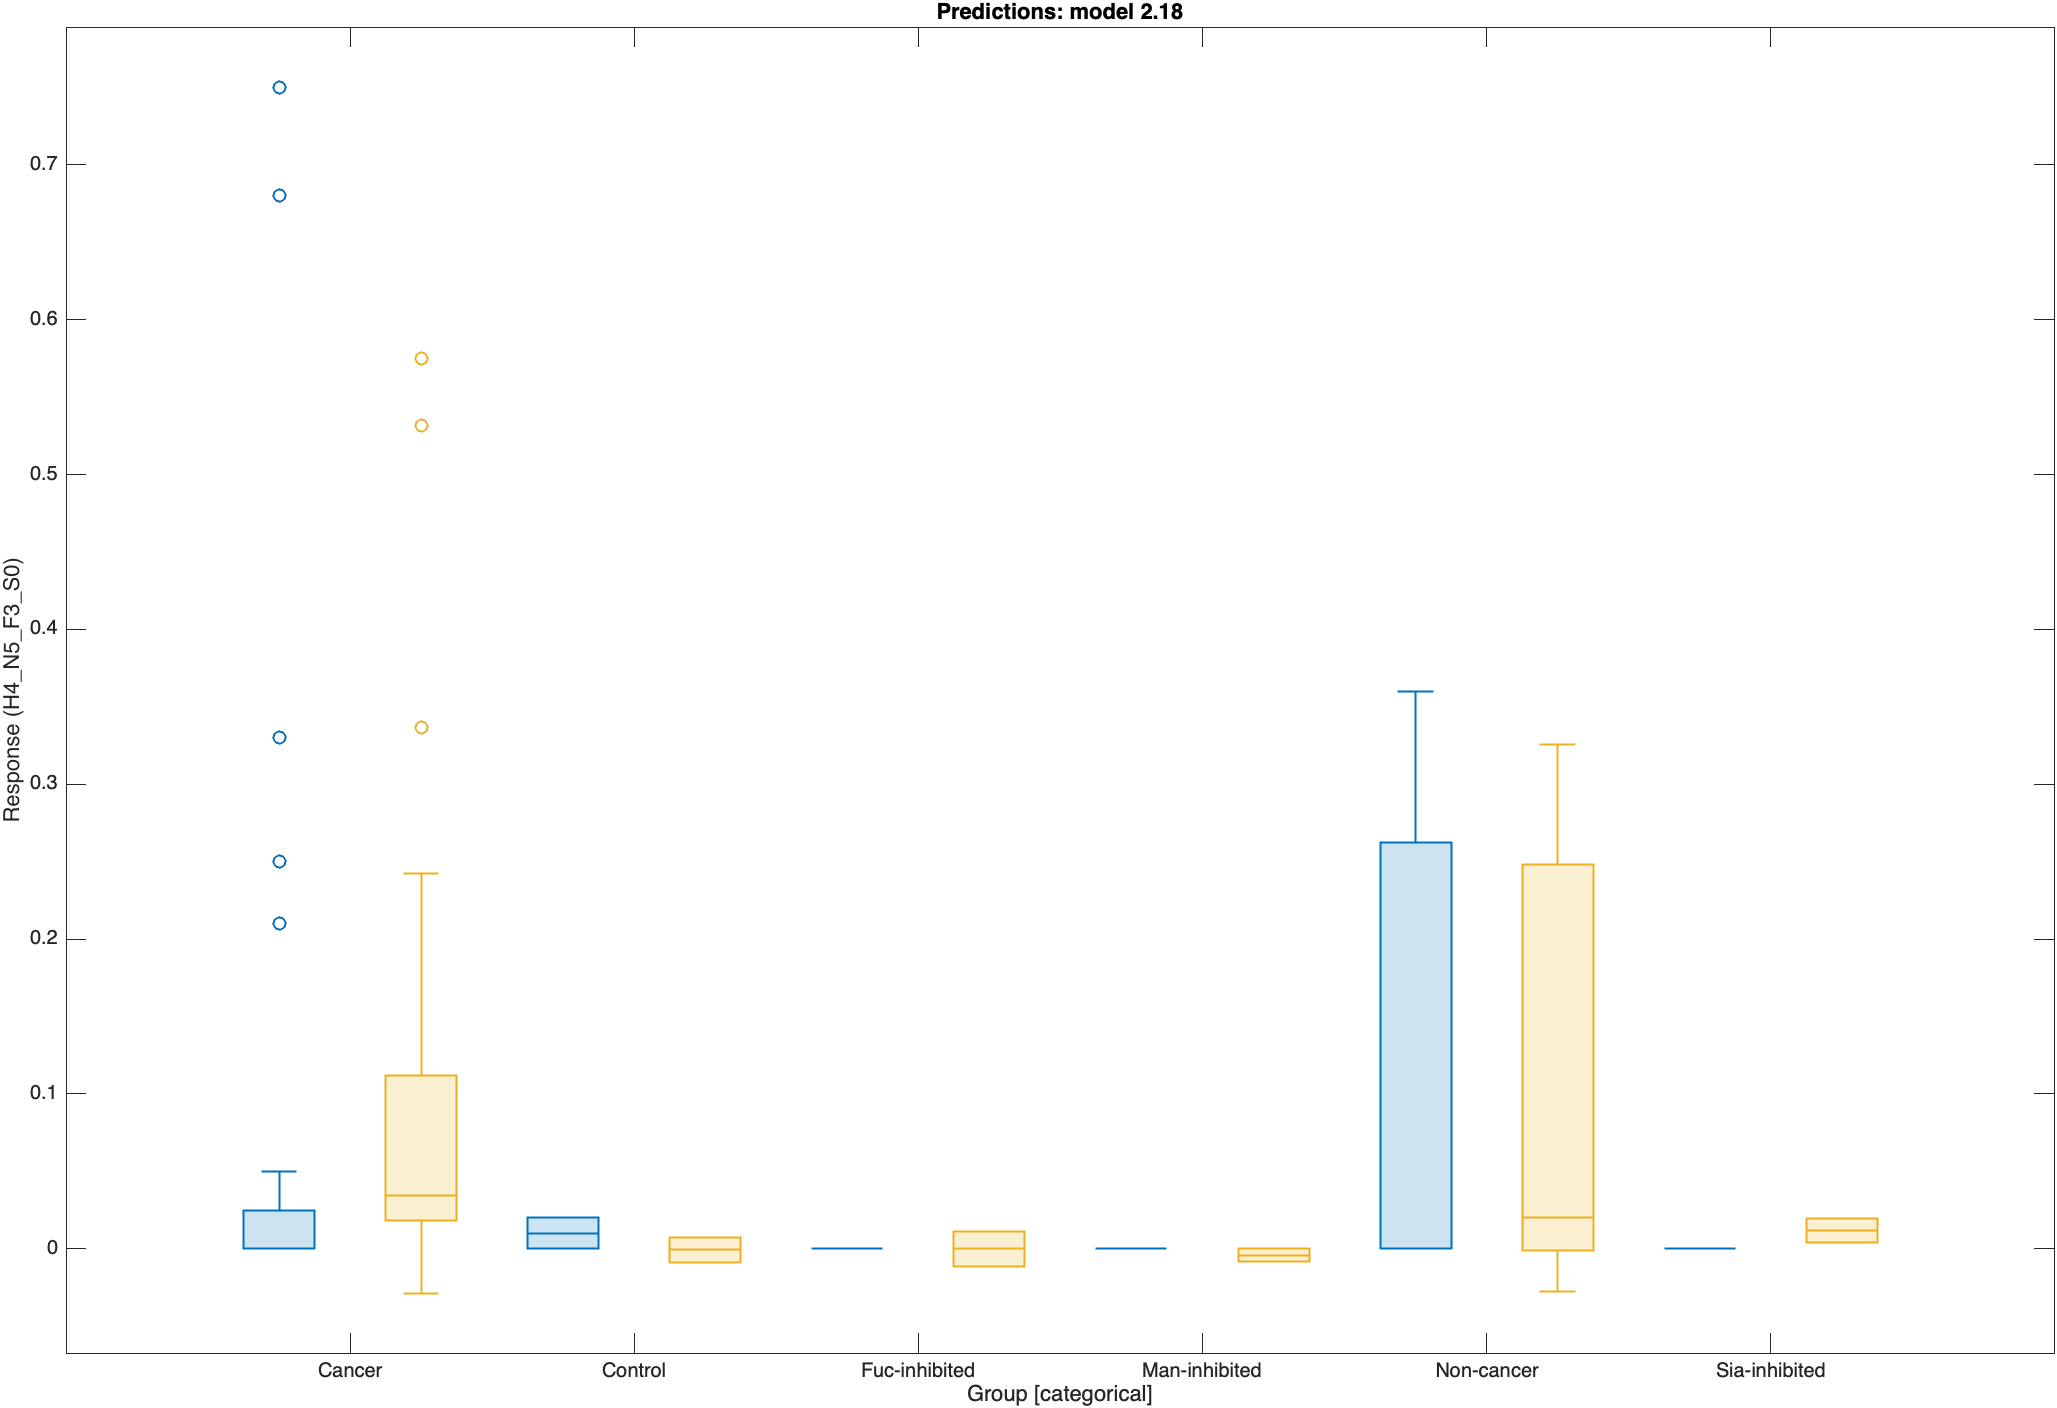 Predictions: model 2.18
Response (H4_N5_F3_S0)
0.7
0.6
0.5
0.4
0.3
0.2
0.1
0
Cancer Control Fuc-inhibited Man-inhibited Non-cancer Sia-inhibited
Group [categorical]